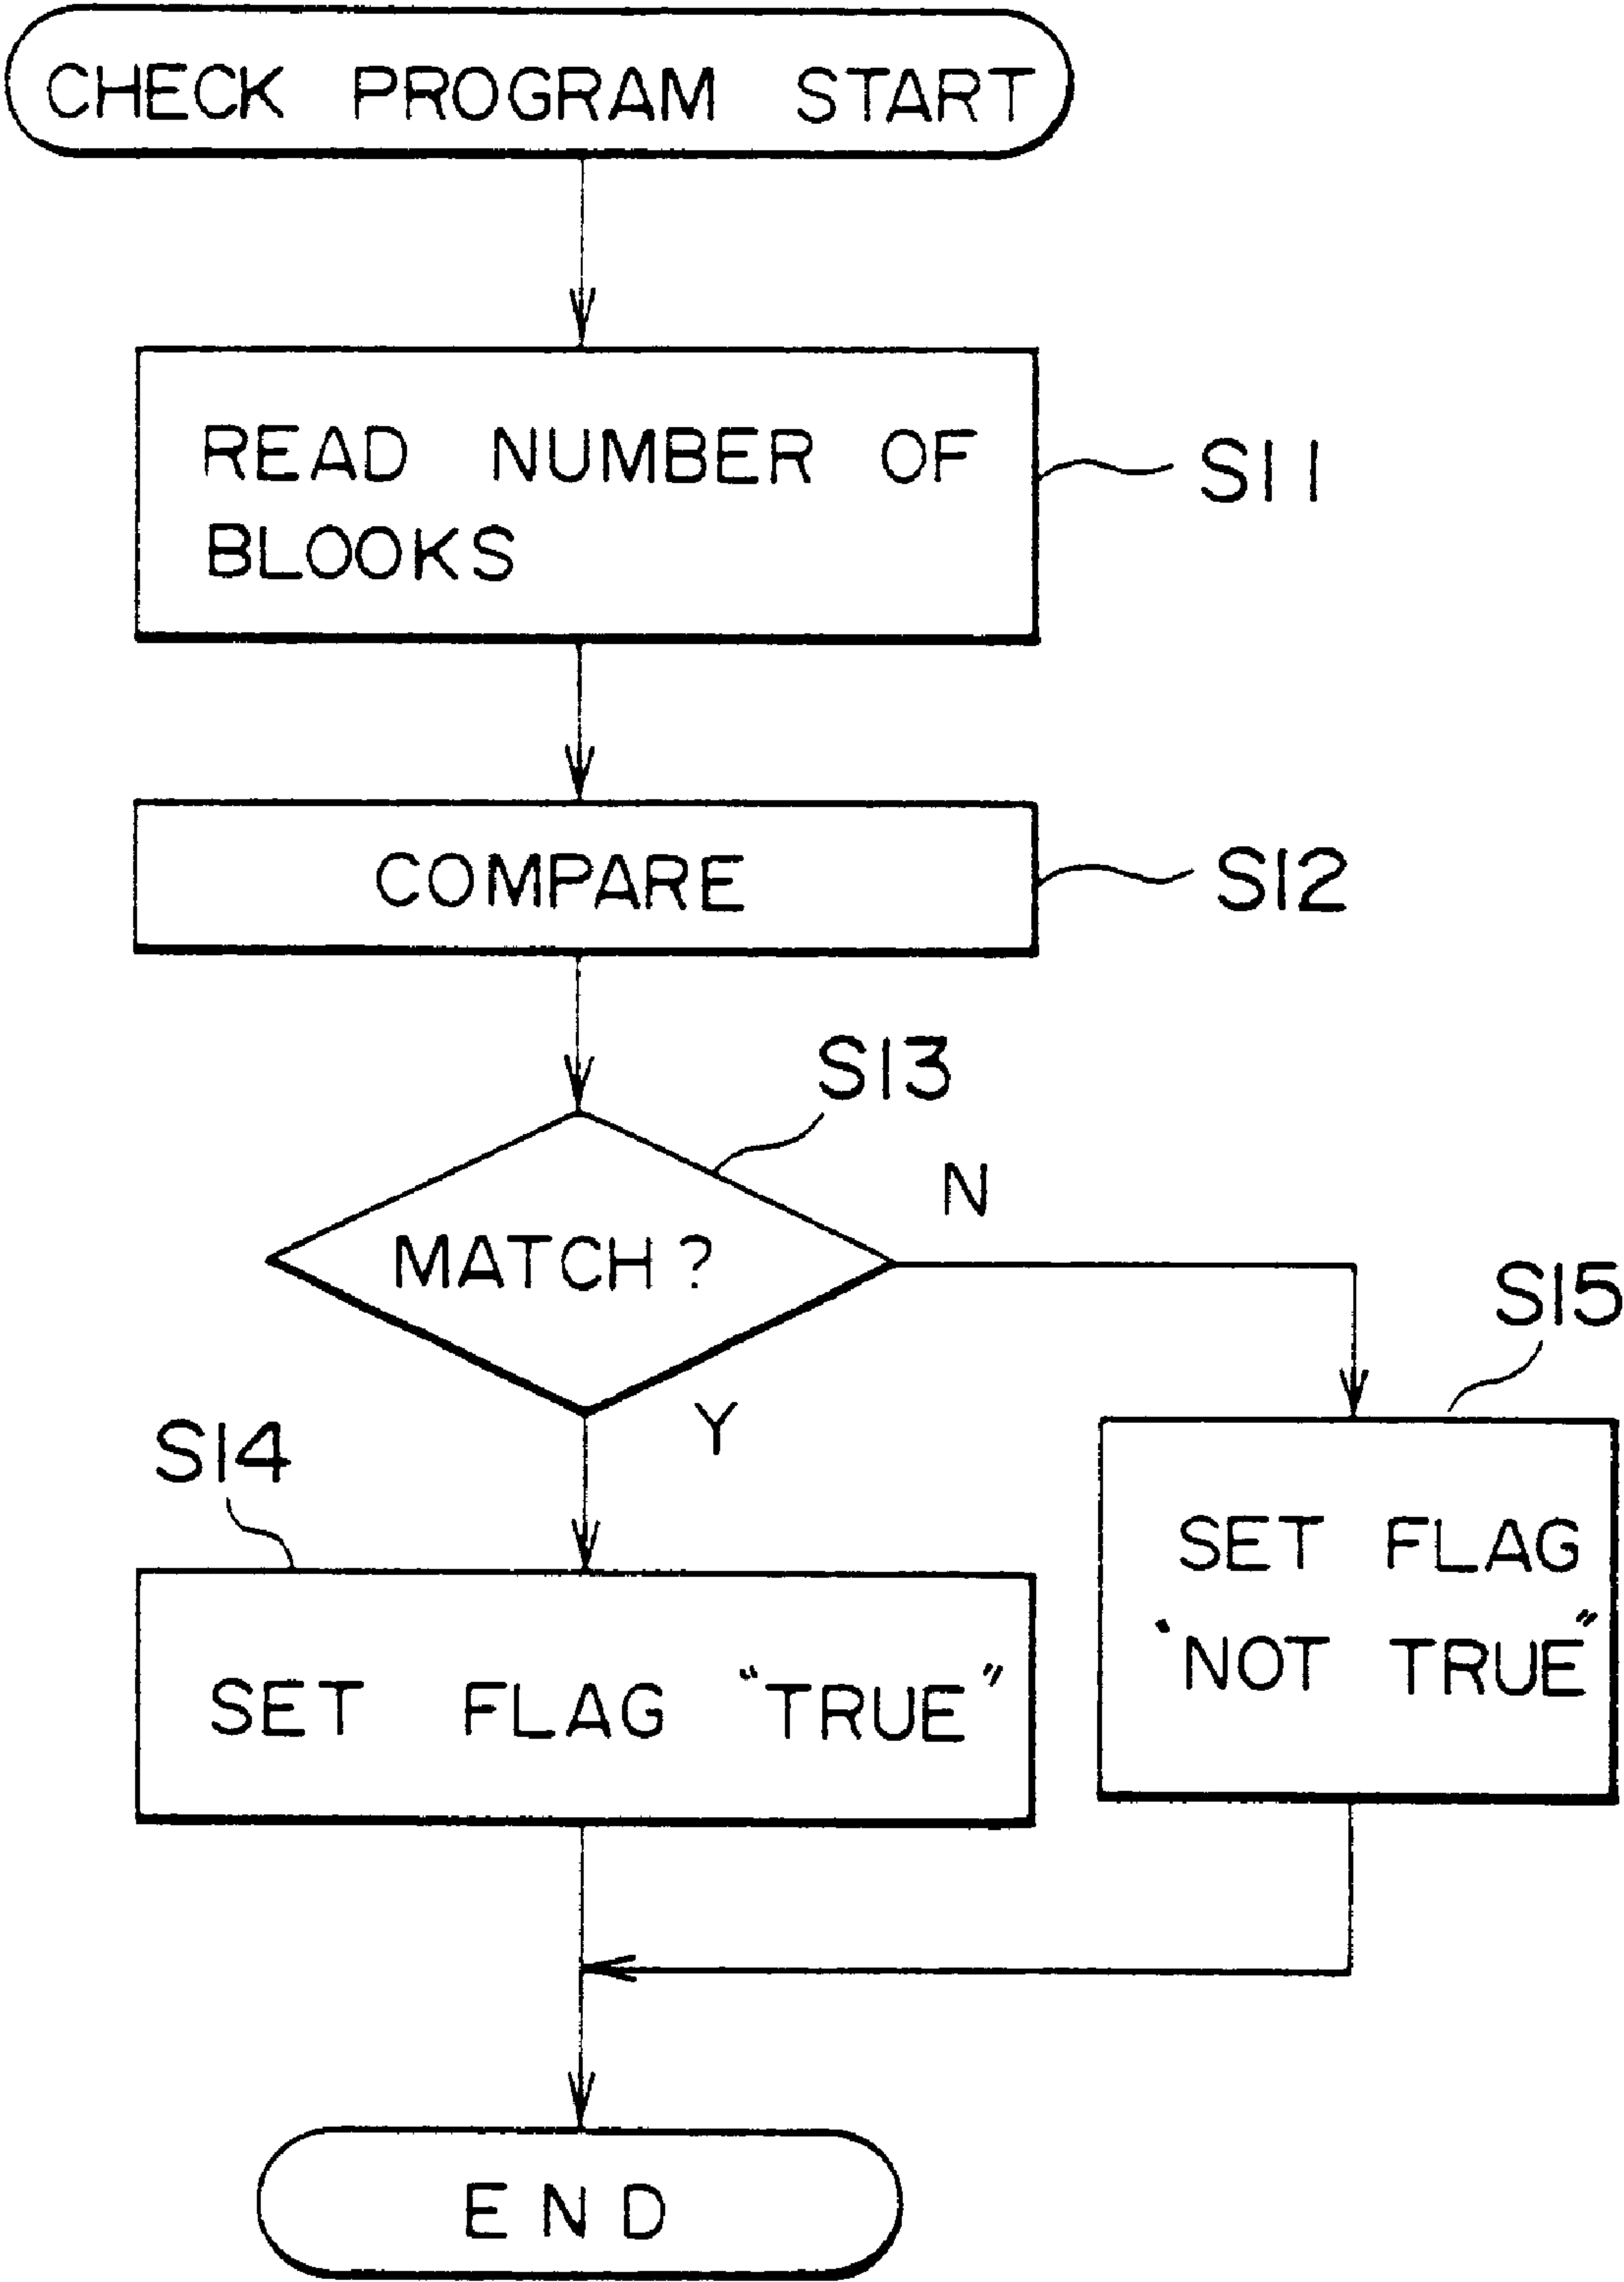 CHECK PROGRAM START
READ NUMBER OF
BLOOKS
S11
COMPARE
S12
S13
MATCH?
N
Y
S15
S14
SET FLAG
"NOT TRUE"
SET FLAG "TRUE"
END